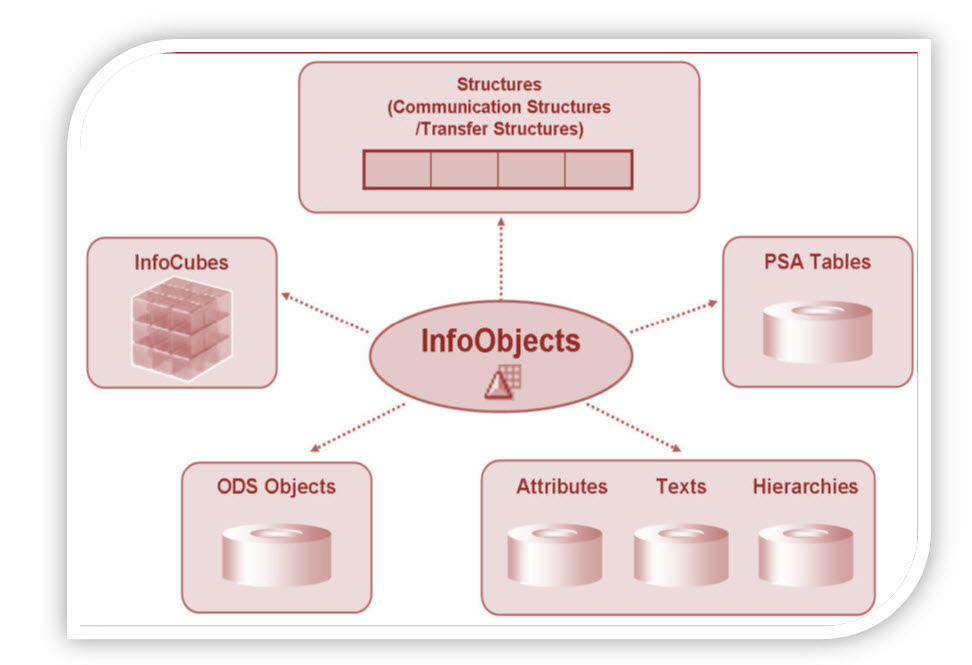 Structures
(Communication Structures
/Transfer Structures)
InfoCubes
PSA Tables
InfoObjects
ODS Objects
Attributes Texts Hierarchies